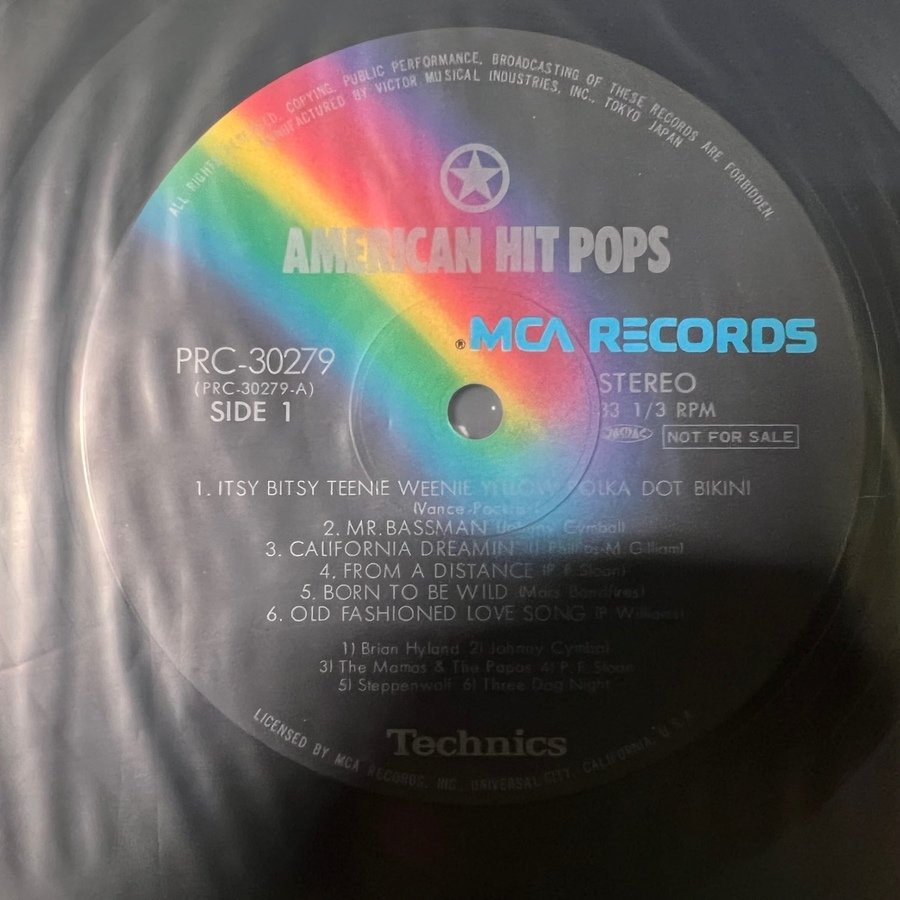 ALL RIGHTS RESERVED. COPYING, PUBLIC PERFORMANCE, BROADCASTING OF THESE RECORDS ARE FORBIDDEN.
MANUFACTURED BY VICTOR MUSICAL INDUSTRIES, INC., TOKYO JAPAN
AMERICAN HIT POPS
® MCA RECORDS
PRC-30279
(PRC-30279-A)
SIDE 1
STEREO
33 1/3 RPM
NOT FOR SALE
1. ITSY BITSY TEENIE WEENIE YELLOW POLKA DOT BIKINI
(Vance-Pockriss)
2. MR. BASSMAN (Johnny Cymbal)
3. CALIFORNIA DREAMIN (J. Phillips-M. Gilliam)
4. FROM A DISTANCE (P. F. Sloan)
5. BORN TO BE WILD (Mars Bonfires)
6. OLD FASHIONED LOVE SONG (P. Williams)
1) Brian Hyland 2) Johnny Cymbal
3) The Mamas & The Papas 4) P. F. Sloan
5) Steppenwolf 6) Three Dog Night
Technics
LICENSED BY MCA RECORDS, INC., UNIVERSAL CITY, CALIFORNIA, U.S.A.